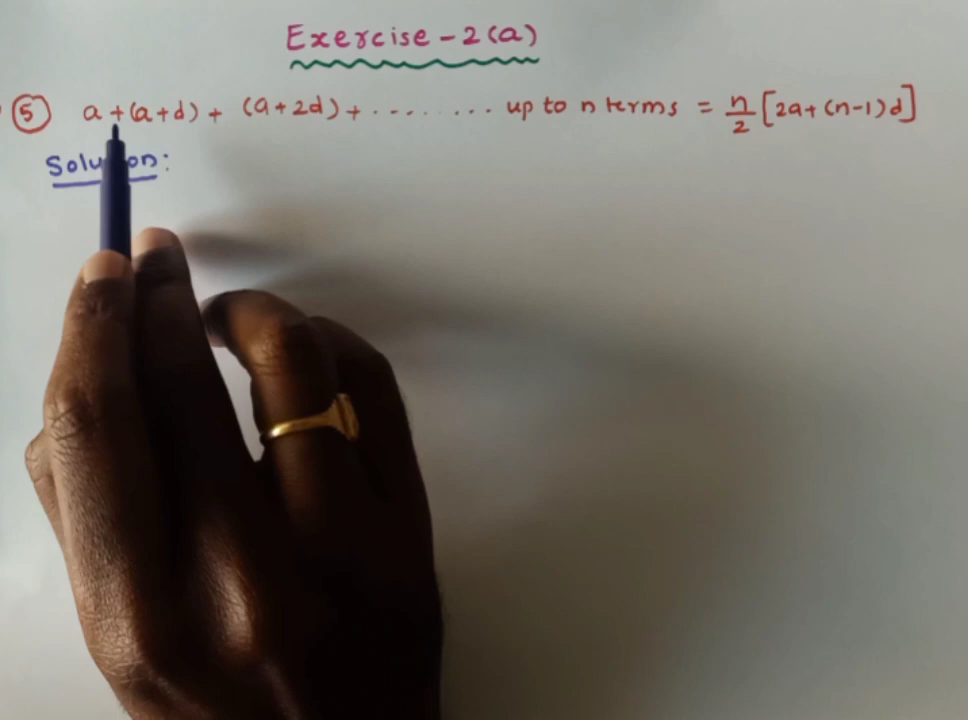 Exercise-2(a)
⑤ a+(a+d)+ (a+2d)+........ up to n terms = n/2 [2a+(n-1)d]
: